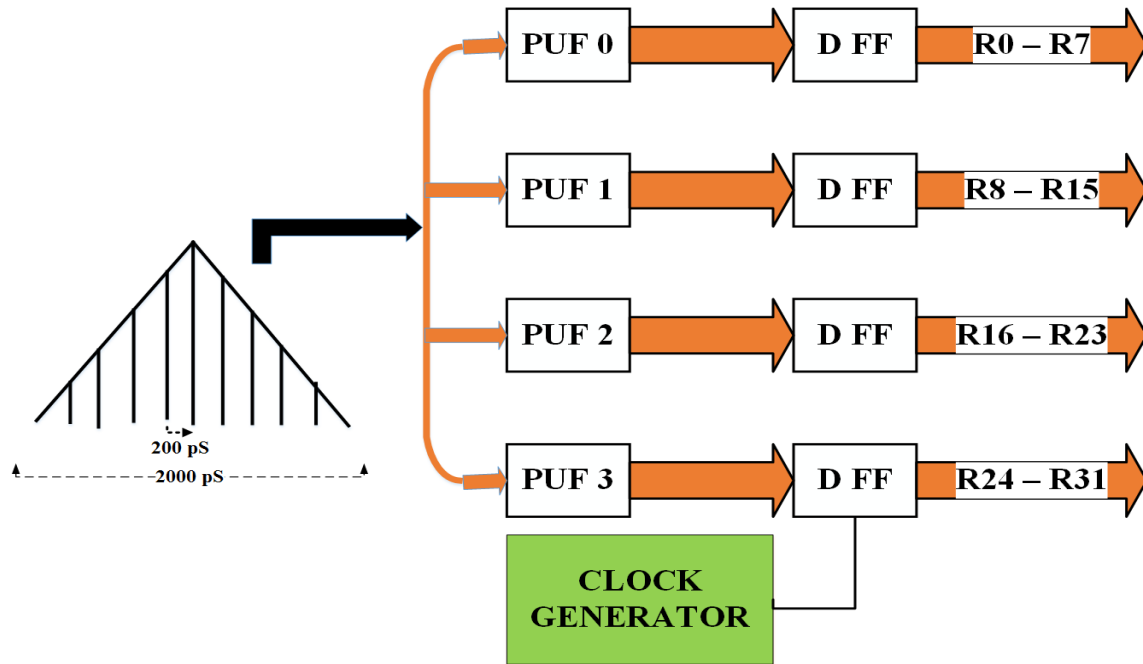 PUF 0
D FF
R0 – R7
PUF 1
D FF
R8 – R15
PUF 2
D FF
R16 – R23
200 pS
2000 pS
PUF 3
D FF
R24 – R31
CLOCK
GENERATOR